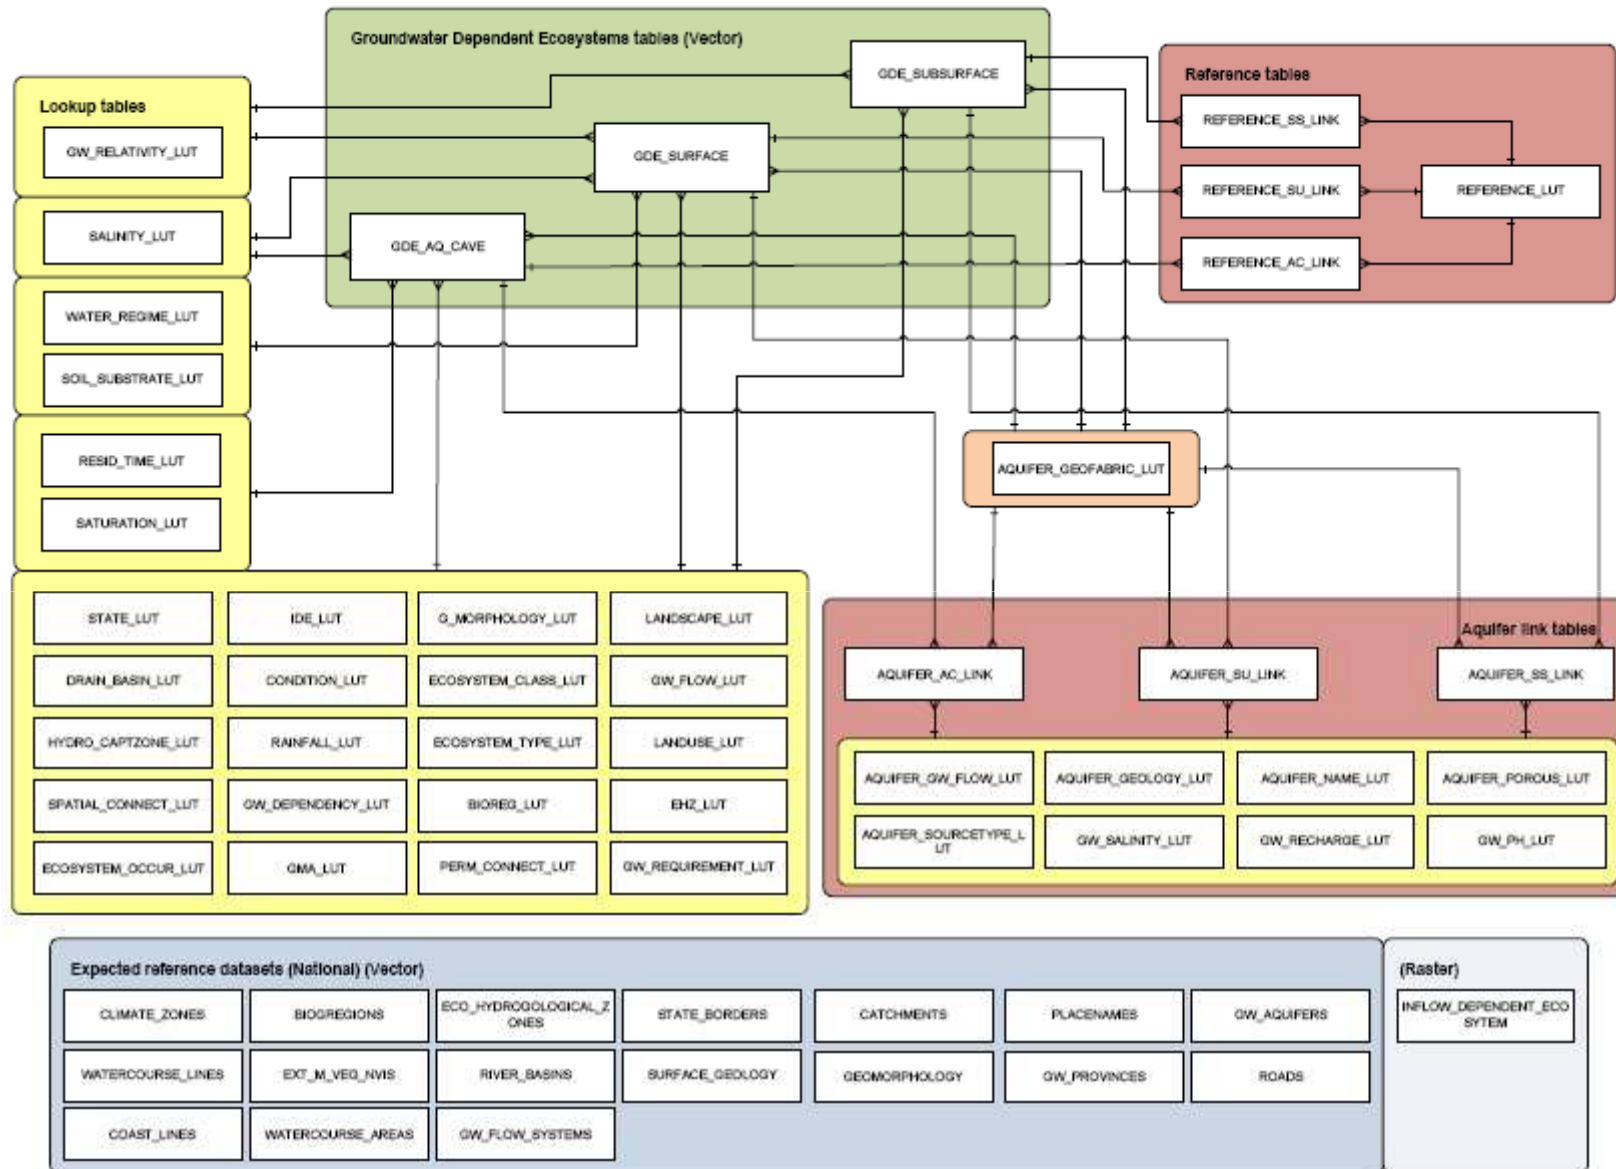 Groundwater Dependent Ecosystems tables (Vector)
GDE_SUBSURFACE
GDE_SURFACE
GDE_AQ_CAVE
Lookup tables
GW_RELATIVITY_LUT
SALINITY_LUT
WATER_REGIME_LUT
SOIL_SUBSTRATE_LUT
RESID_TIME_LUT
SATURATION_LUT
Reference tables
REFERENCE_SS_LINK
REFERENCE_SU_LINK
REFERENCE_LUT
REFERENCE_AC_LINK
AQUIFER_GEOFABRIC_LUT
STATE_LUT
IDE_LUT
G_MORPHOLOGY_LUT
LANDSCAPE_LUT
DRAIN_BASIN_LUT
CONDITION_LUT
ECOSYSTEM_CLASS_LUT
GW_FLOW_LUT
HYDRO_CAPTZONE_LUT
RAINFALL_LUT
ECOSYSTEM_TYPE_LUT
LANDUSE_LUT
SPATIAL_CONNECT_LUT
GW_DEPENDENCY_LUT
BIOREG_LUT
EHZ_LUT
ECOSYSTEM_OCCUR_LUT
GMA_LUT
PERM_CONNECT_LUT
GW_REQUIREMENT_LUT
Aquifer link tables
AQUIFER_AC_LINK
AQUIFER_SU_LINK
AQUIFER_SS_LINK
AQUIFER_GW_FLOW_LUT
AQUIFER_GEOLOGY_LUT
AQUIFER_NAME_LUT
AQUIFER_POROUS_LUT
AQUIFER_SOURCETYPE_L
UT
GW_SALINITY_LUT
GW_RECHARGE_LUT
GW_PH_LUT
Expected reference datasets (National) (Vector)
CLIMATE_ZONES
BIOGREGIONS
ECO_HYDROGOLOGICAL_Z
ONES
STATE_BORDERS
CATCHMENTS
PLACENAMES
GW_AQUIFERS
WATERCOURSE_LINES
EXT_M_VEG_NVIS
RIVER_BASINS
SURFACE_GEOLOGY
GEOMORPHOLOGY
GW_PROVINCES
ROADS
COAST_LINES
WATERCOURSE_AREAS
GW_FLOW_SYSTEMS
(Raster)
INFLOW_DEPENDENT_ECO
SYTEM